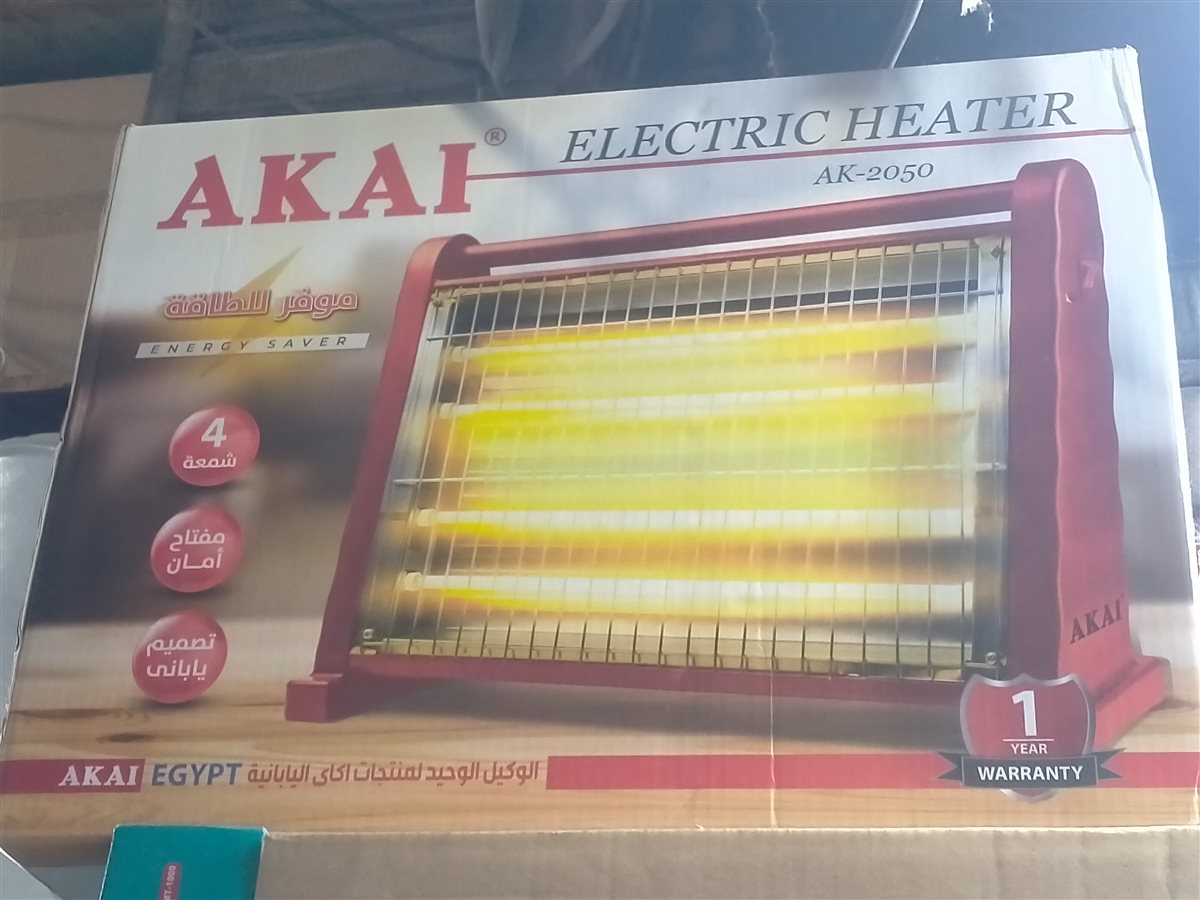 AKAI®
ELECTRIC HEATER
AK-2050
موفر للطاقة
ENERGY SAVER
4
شمعة
مفتاح
أمــان
تصميم
يابانى
AKAI
1
YEAR
WARRANTY
AKAI EGYPT الوكيل الوحيد لمنتجات اكاى اليابانية